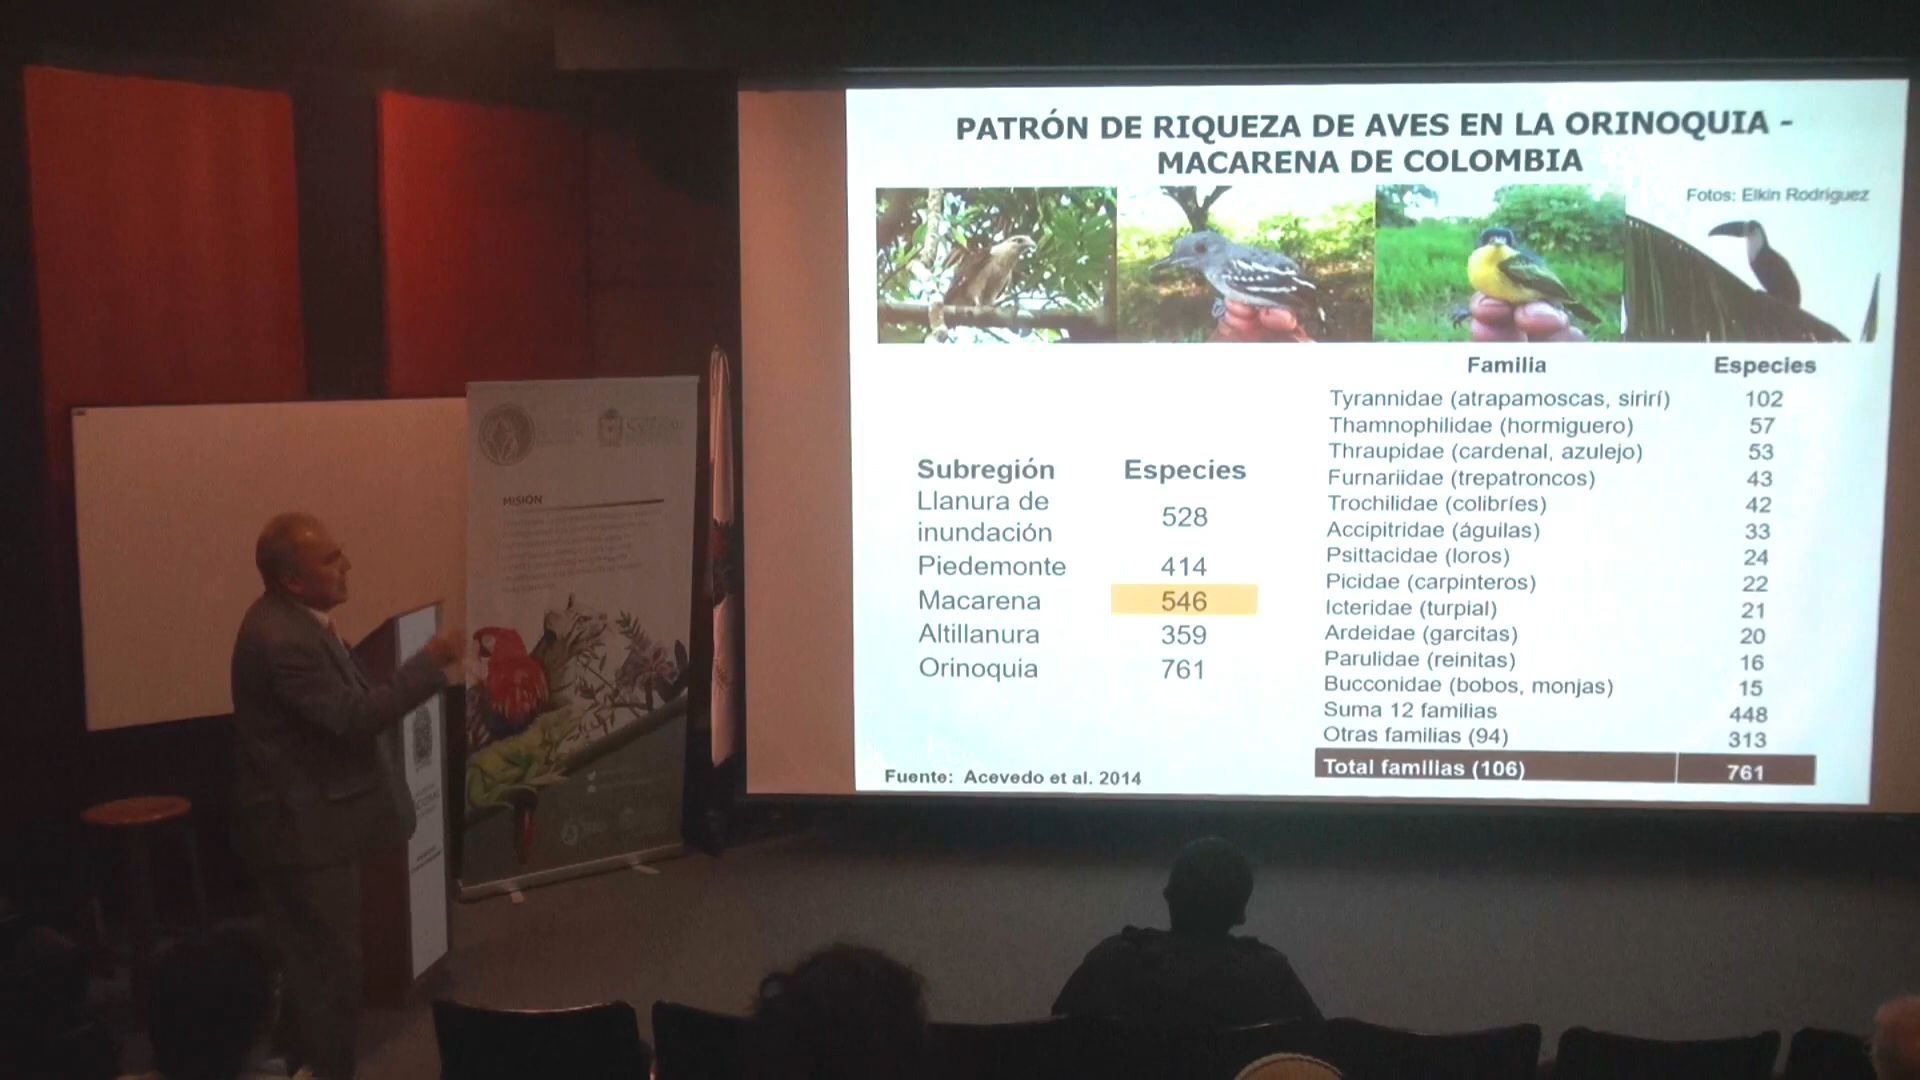 PATRÓN DE RIQUEZA DE AVES EN LA ORINOQUIA -
MACARENA DE COLOMBIA
Fotos: Elkin Rodríguez
Subregión Especies
Llanura de
inundación 528
Piedemonte 414
Macarena 546
Altillanura 359
Orinoquia 761
Fuente: Acevedo et al. 2014
Familia Especies
Tyrannidae (atrapamoscas, sirirí) 102
Thamnophilidae (hormiguero) 57
Thraupidae (cardenal, azulejo) 53
Furnariidae (trepatroncos) 43
Trochilidae (colibríes) 42
Accipitridae (águilas) 33
Psittacidae (loros) 24
Picidae (carpinteros) 22
Icteridae (turpial) 21
Ardeidae (garcitas) 20
Parulidae (reinitas) 16
Bucconidae (bobos, monjas) 15
Suma 12 familias 448
Otras familias (94) 313
Total familias (106) 761
MISIÓN